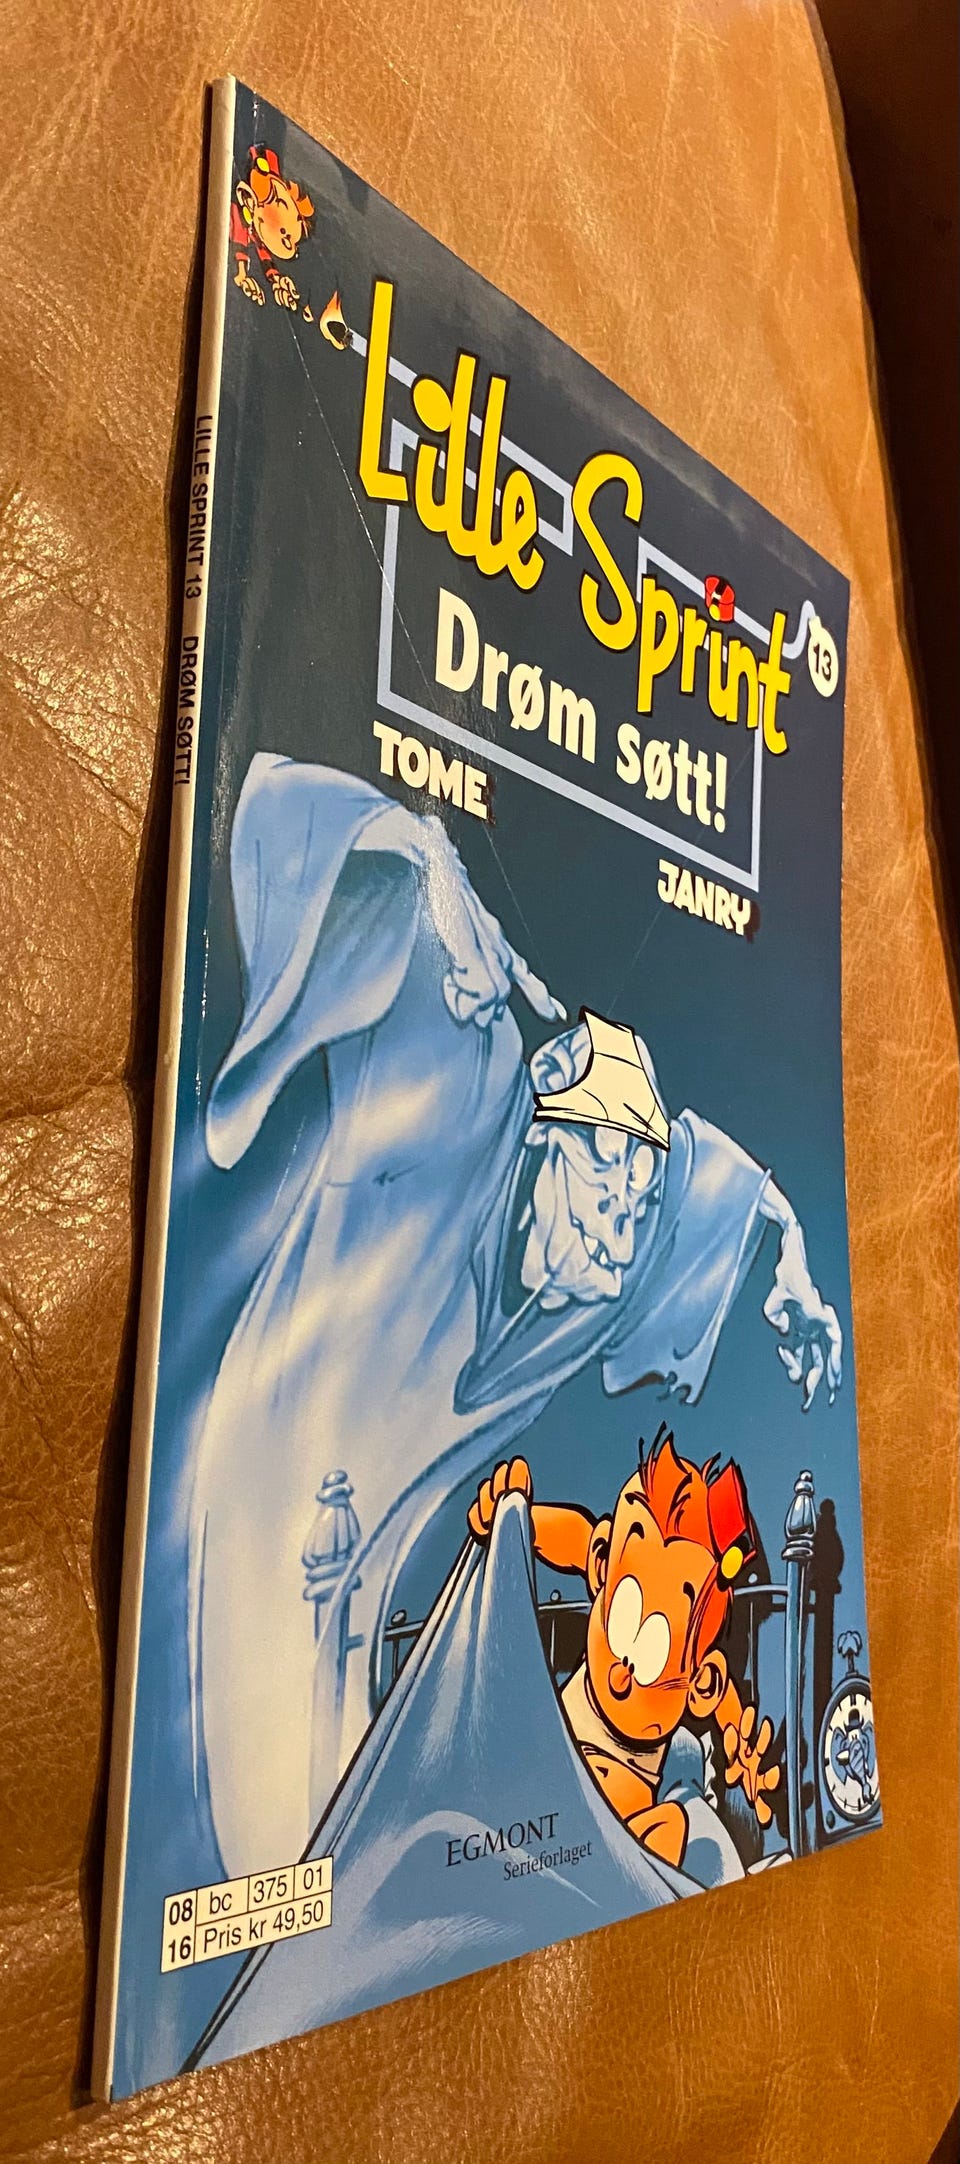 LILLE SPRINT 13 DRØM SØTT!
Lille Sprint
13
Drøm søtt!
TOME
JANRY
EGMONT
Serieforlaget
08 bc 375 01
16 Pris kr 49,50